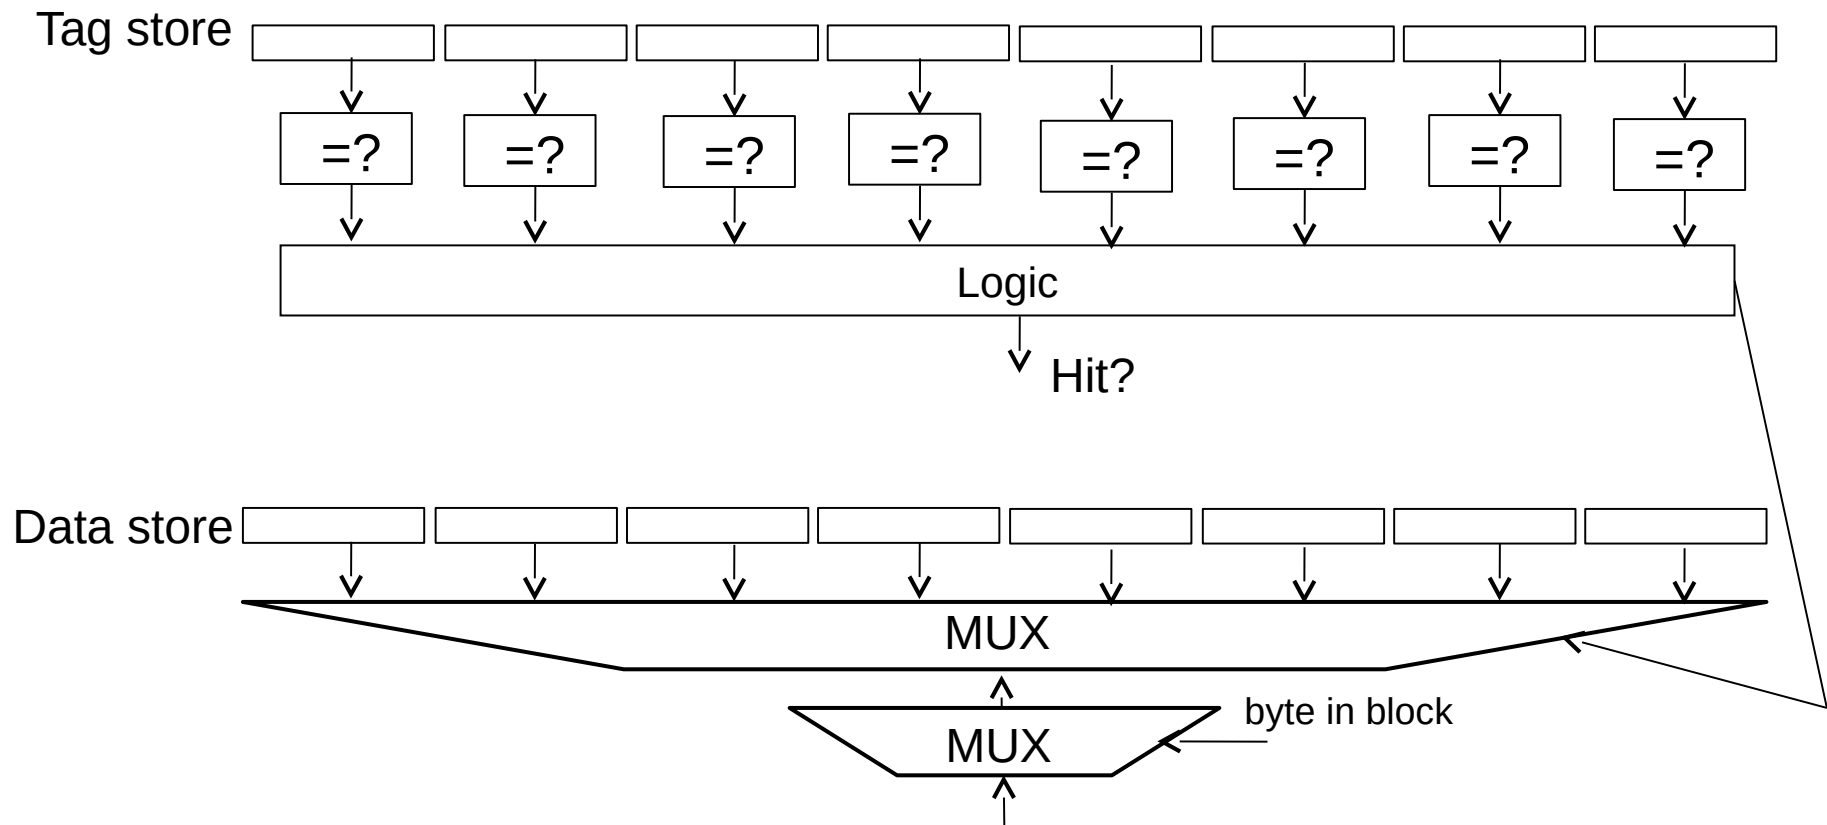 Tag store
=? =? =? =? =? =? =? =?
Logic
Hit?
Data store
MUX
byte in block
MUX